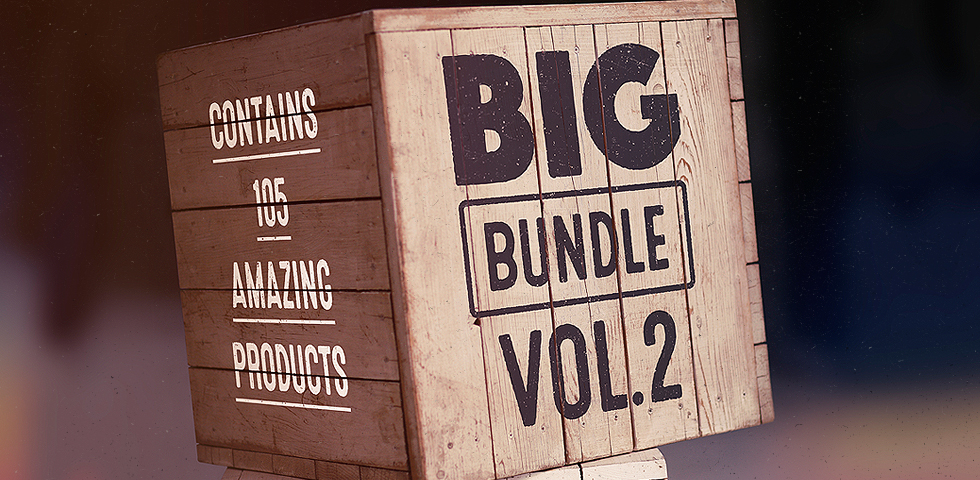 CONTAINS
105
AMAZING
PRODUCTS
BIG
BUNDLE
VOL.2